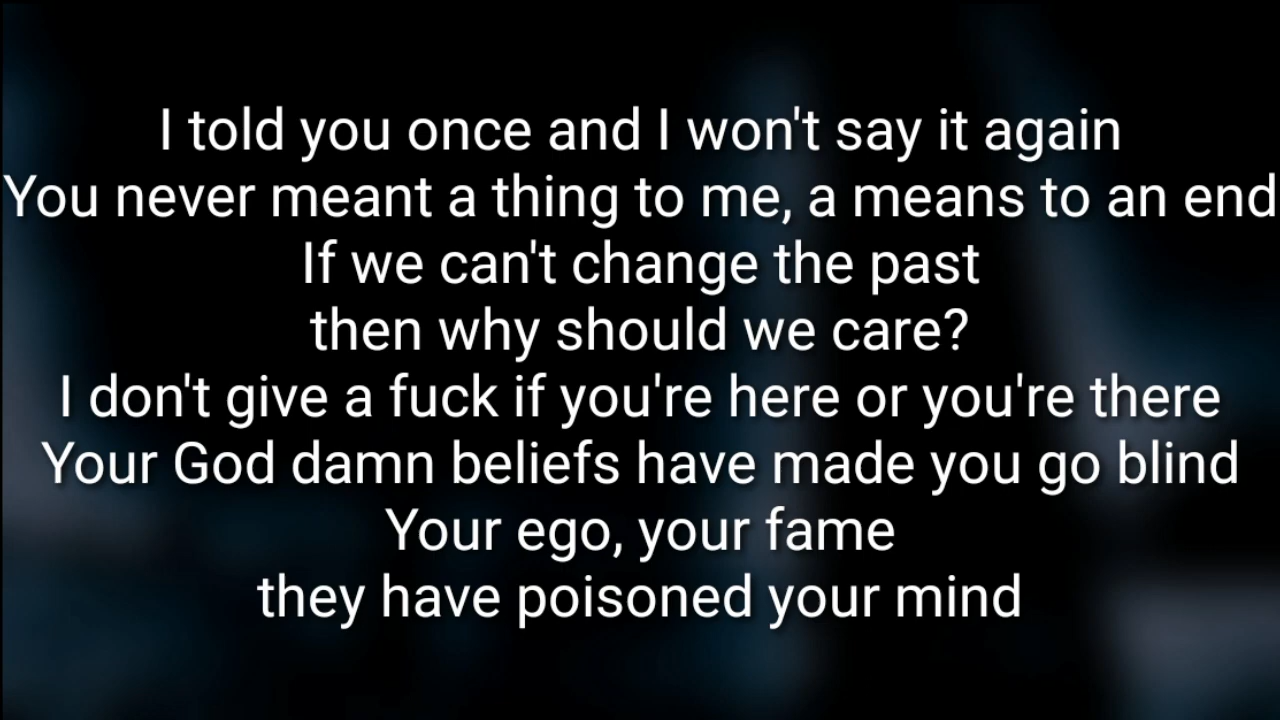 I told you once and I won't say it again
You never meant a thing to me, a means to an end
If we can't change the past
then why should we care?
I don't give a fuck if you're here or you're there
Your God damn beliefs have made you go blind
Your ego, your fame
they have poisoned your mind